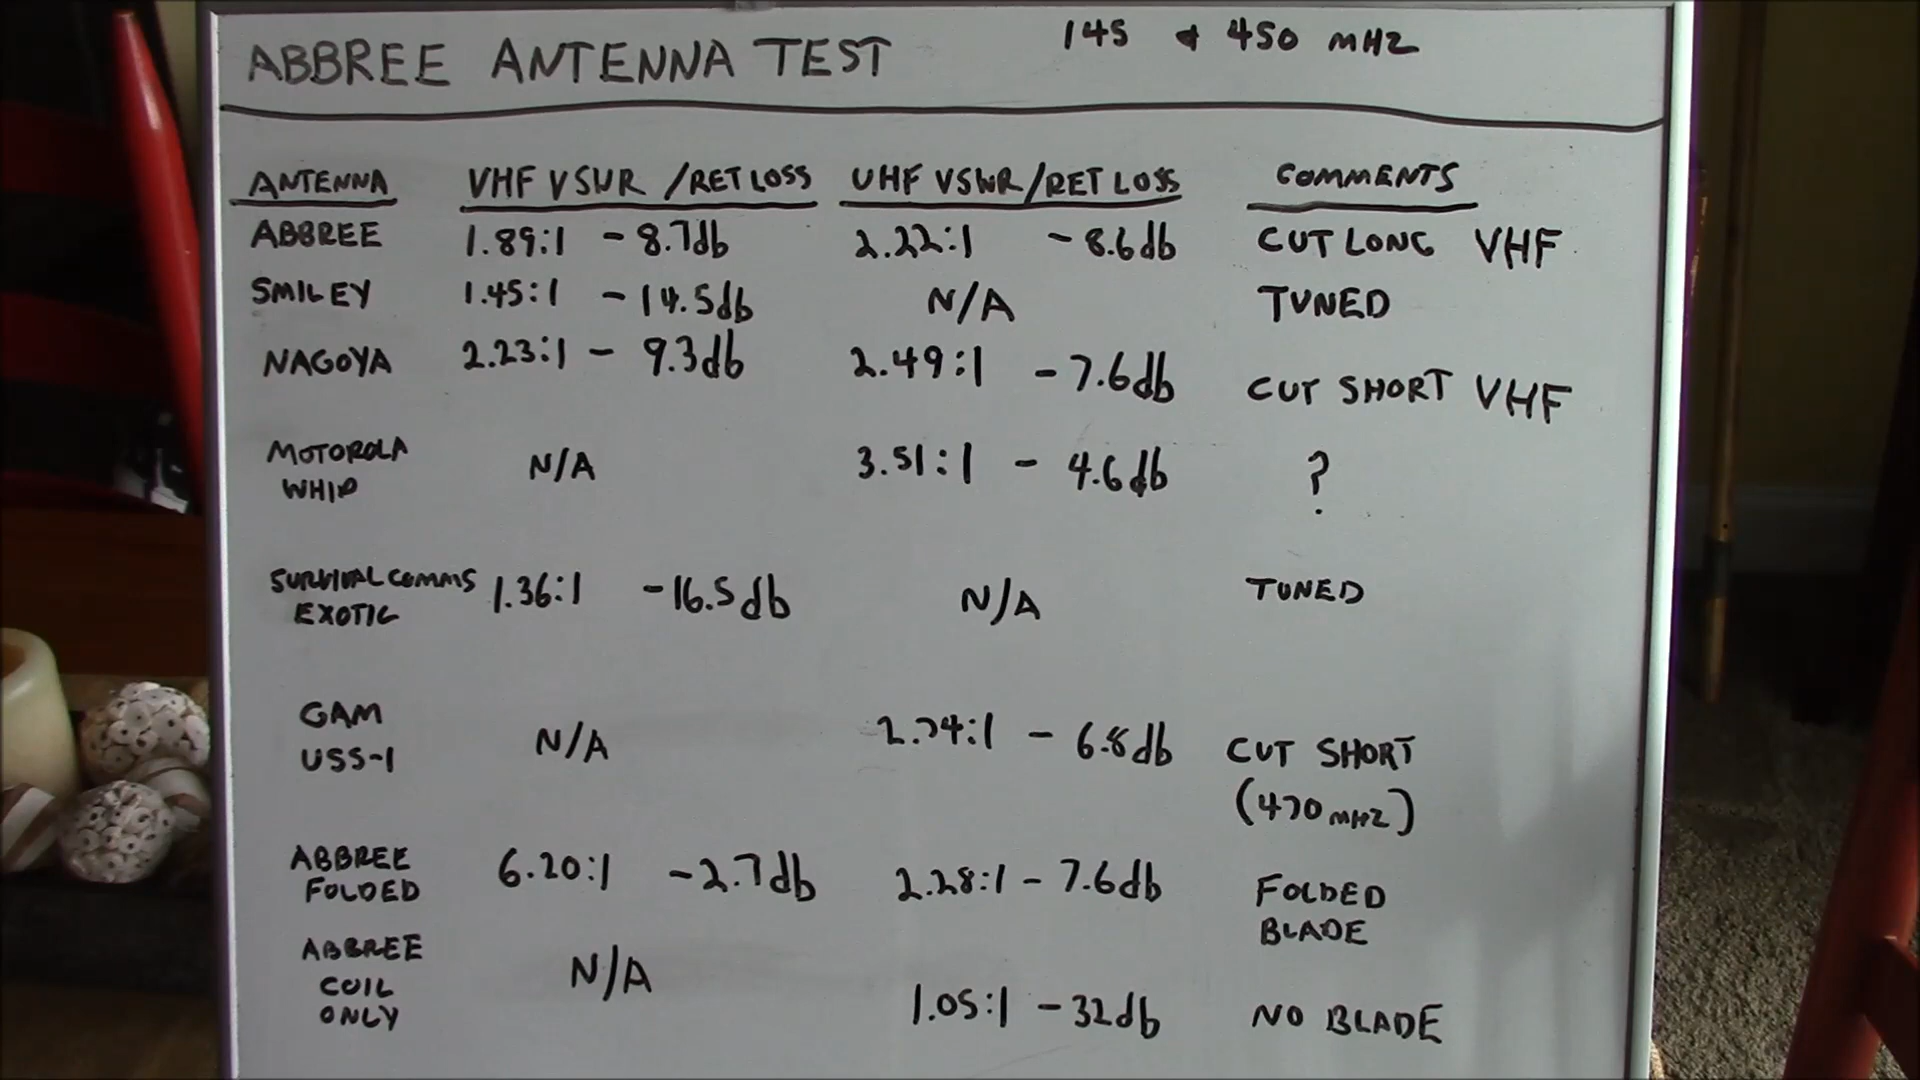 ABBREE ANTENNA TEST 145 & 450 MHZ
ANTENNA VHF VSWR /RET LOSS UHF VSWR/RET LOSS COMMENTS
ABBREE 1.89:1 -8.7db 2.22:1 -8.6db CUT LONG VHF
SMILEY 1.45:1 -14.5db N/A TUNED
NAGOYA 2.23:1 - 9.3db 2.49:1 -7.6db CUT SHORT VHF
MOTOROLA WHIP N/A 3.51:1 - 4.6db ?
SURVIVAL COMMS EXOTIC 1.36:1 -16.5db N/A TUNED
GAM USS-1 N/A 2.74:1 - 6.8db CUT SHORT
(470 MHZ)
ABBREE FOLDED 6.20:1 -2.7db 2.28:1 - 7.6db FOLDED
BLADE
ABBREE
COIL
ONLY N/A 1.05:1 -32db NO BLADE